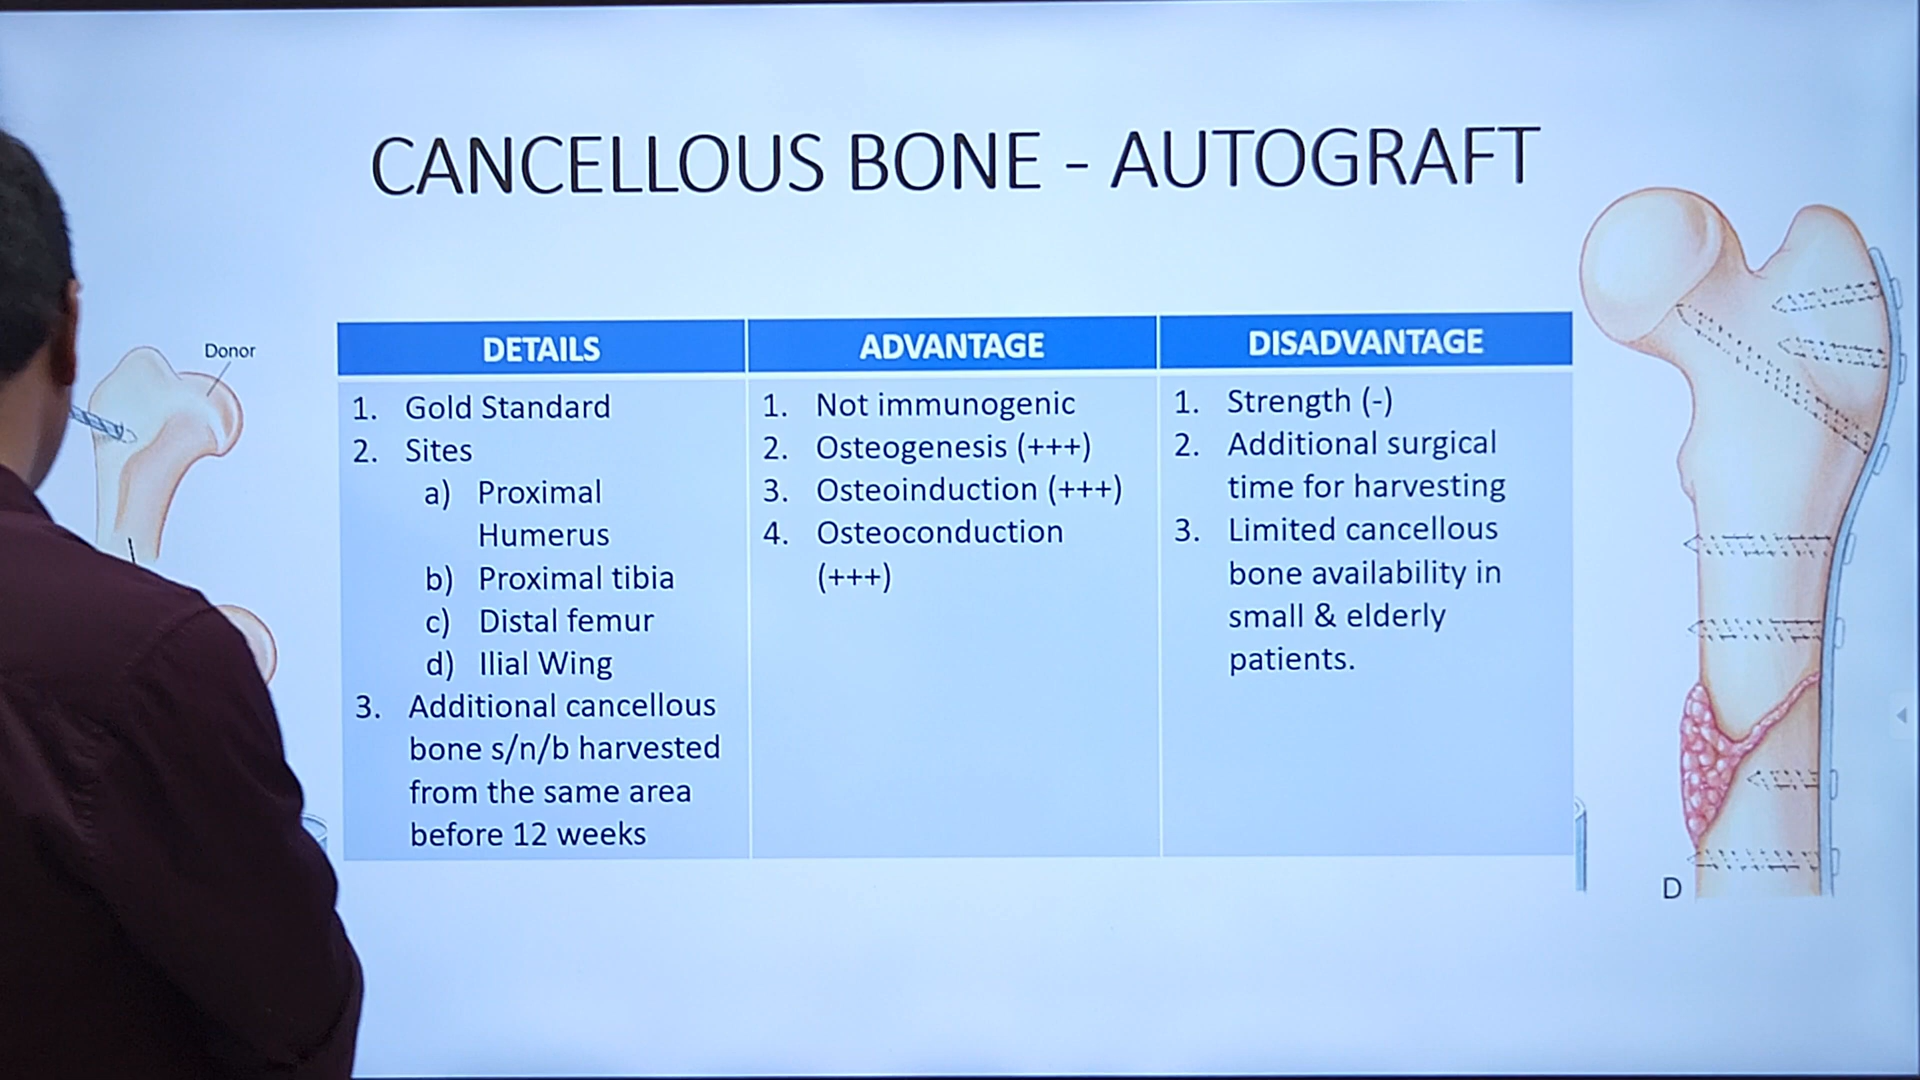 CANCELLOUS BONE - AUTOGRAFT
Donor
DETAILS
1. Gold Standard
2. Sites
a) Proximal
Humerus
b) Proximal tibia
c) Distal femur
d) Ilial Wing
3. Additional cancellous
bone s/n/b harvested
from the same area
before 12 weeks
ADVANTAGE
1. Not immunogenic
2. Osteogenesis (+++)
3. Osteoinduction (+++)
4. Osteoconduction
(+++)
DISADVANTAGE
1. Strength (-)
2. Additional surgical
time for harvesting
3. Limited cancellous
bone availability in
small & elderly
patients.
D